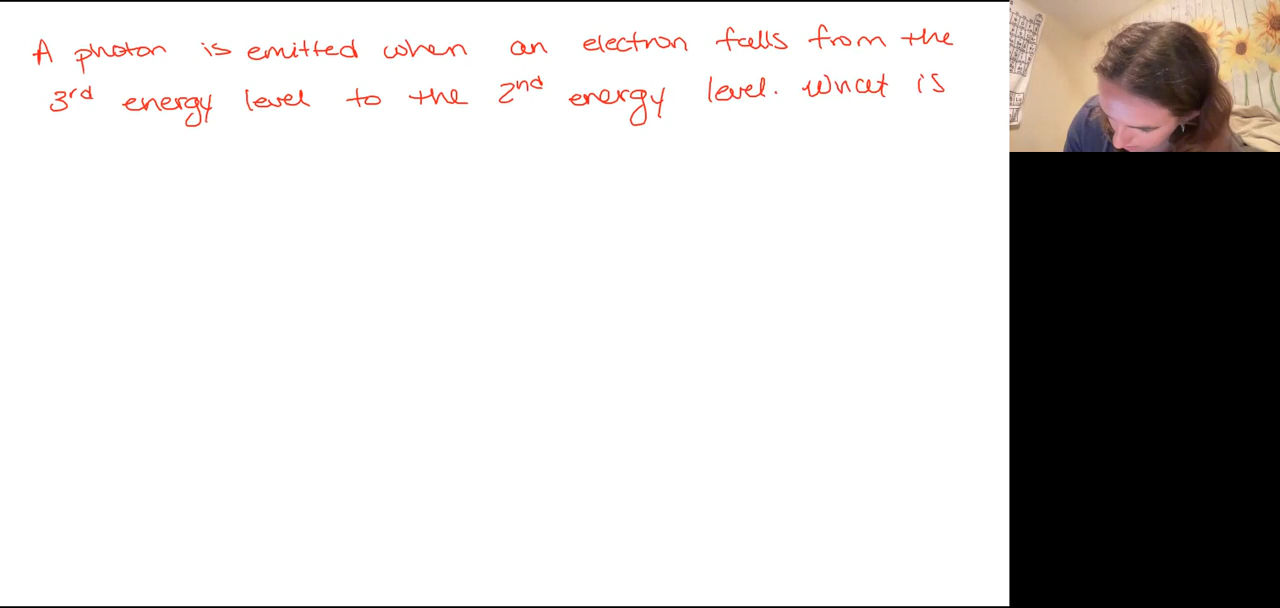 A photon is emitted when an electron falls from the
3rd energy level to the 2nd energy level. What is